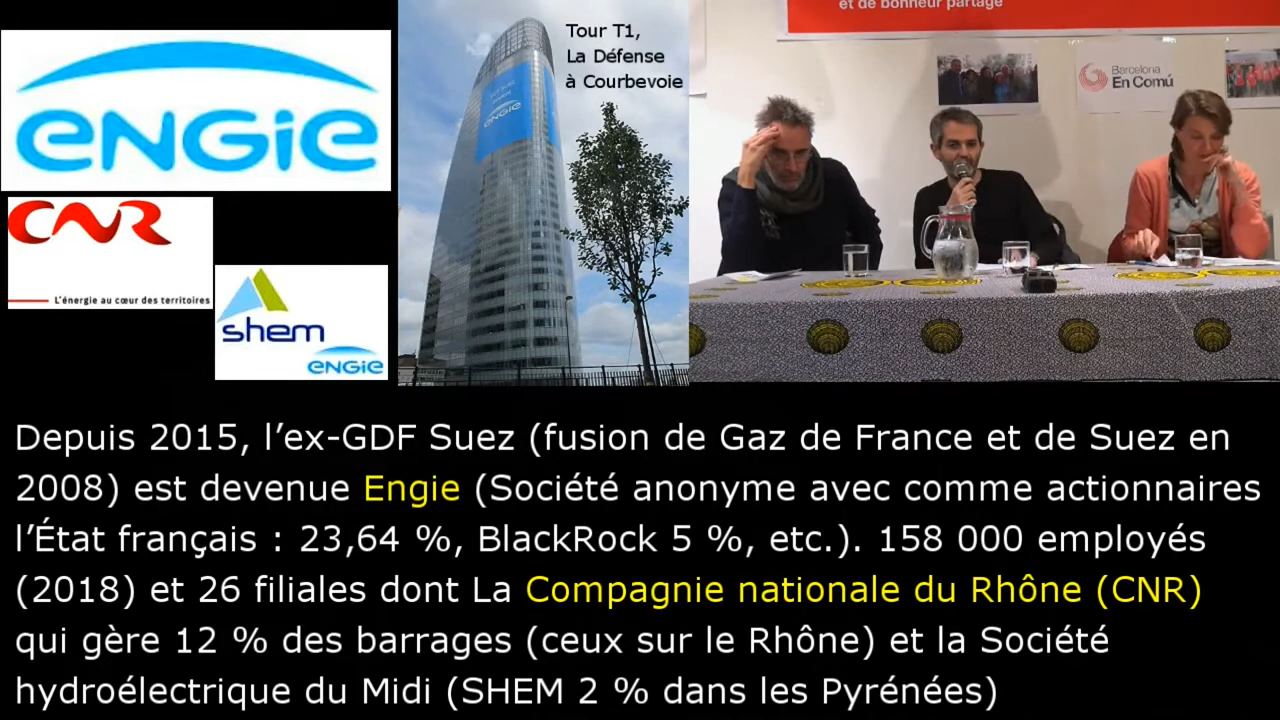 ENGIE
CNR
L'énergie au cœur des territoires
shem
ENGIE
Tour T1,
La Défense
à Courbevoie
ENGIE
et de bonheur partagé
Barcelona
En Comú
Depuis 2015, l'ex-GDF Suez (fusion de Gaz de France et de Suez en
2008) est devenue Engie (Société anonyme avec comme actionnaires
l'État français : 23,64 %, BlackRock 5 %, etc.). 158 000 employés
(2018) et 26 filiales dont La Compagnie nationale du Rhône (CNR)
qui gère 12 % des barrages (ceux sur le Rhône) et la Société
hydroélectrique du Midi (SHEM 2 % dans les Pyrénées)